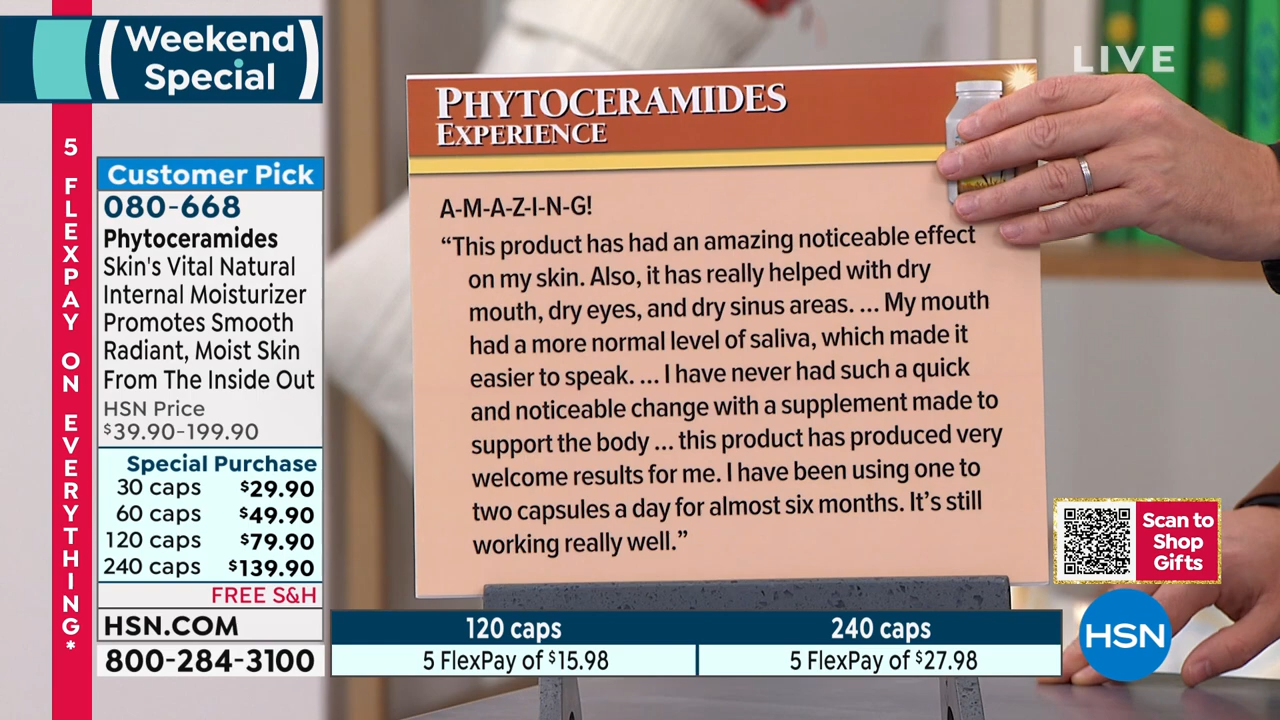 (Weekend
Special)
LIVE
5 FLEXPAY ON EVERYTHING*
Customer Pick
080-668
Phytoceramides
Skin's Vital Natural
Internal Moisturizer
Promotes Smooth
Radiant, Moist Skin
From The Inside Out
HSN Price
$39.90-199.90
Special Purchase
30 caps $29.90
60 caps $49.90
120 caps $79.90
240 caps $139.90
FREE S&H
HSN.COM
800-284-3100
PHYTOCERAMIDES
EXPERIENCE
A-M-A-Z-I-N-G!
“This product has had an amazing noticeable effect
on my skin. Also, it has really helped with dry
mouth, dry eyes, and dry sinus areas. ... My mouth
had a more normal level of saliva, which made it
easier to speak. ... I have never had such a quick
and noticeable change with a supplement made to
support the body ... this product has produced very
welcome results for me. I have been using one to
two capsules a day for almost six months. It’s still
working really well.”
Scan to
Shop
Gifts
120 caps
5 FlexPay of $15.98
240 caps
5 FlexPay of $27.98
HSN